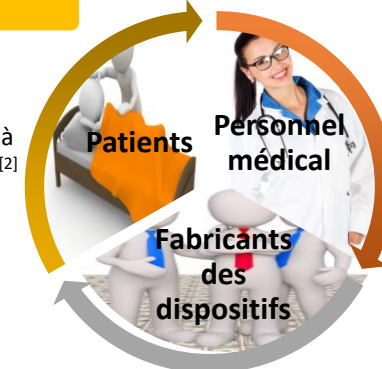 à
[2]
Patients
Personnel
médical
Fabricants
des
dispositifs